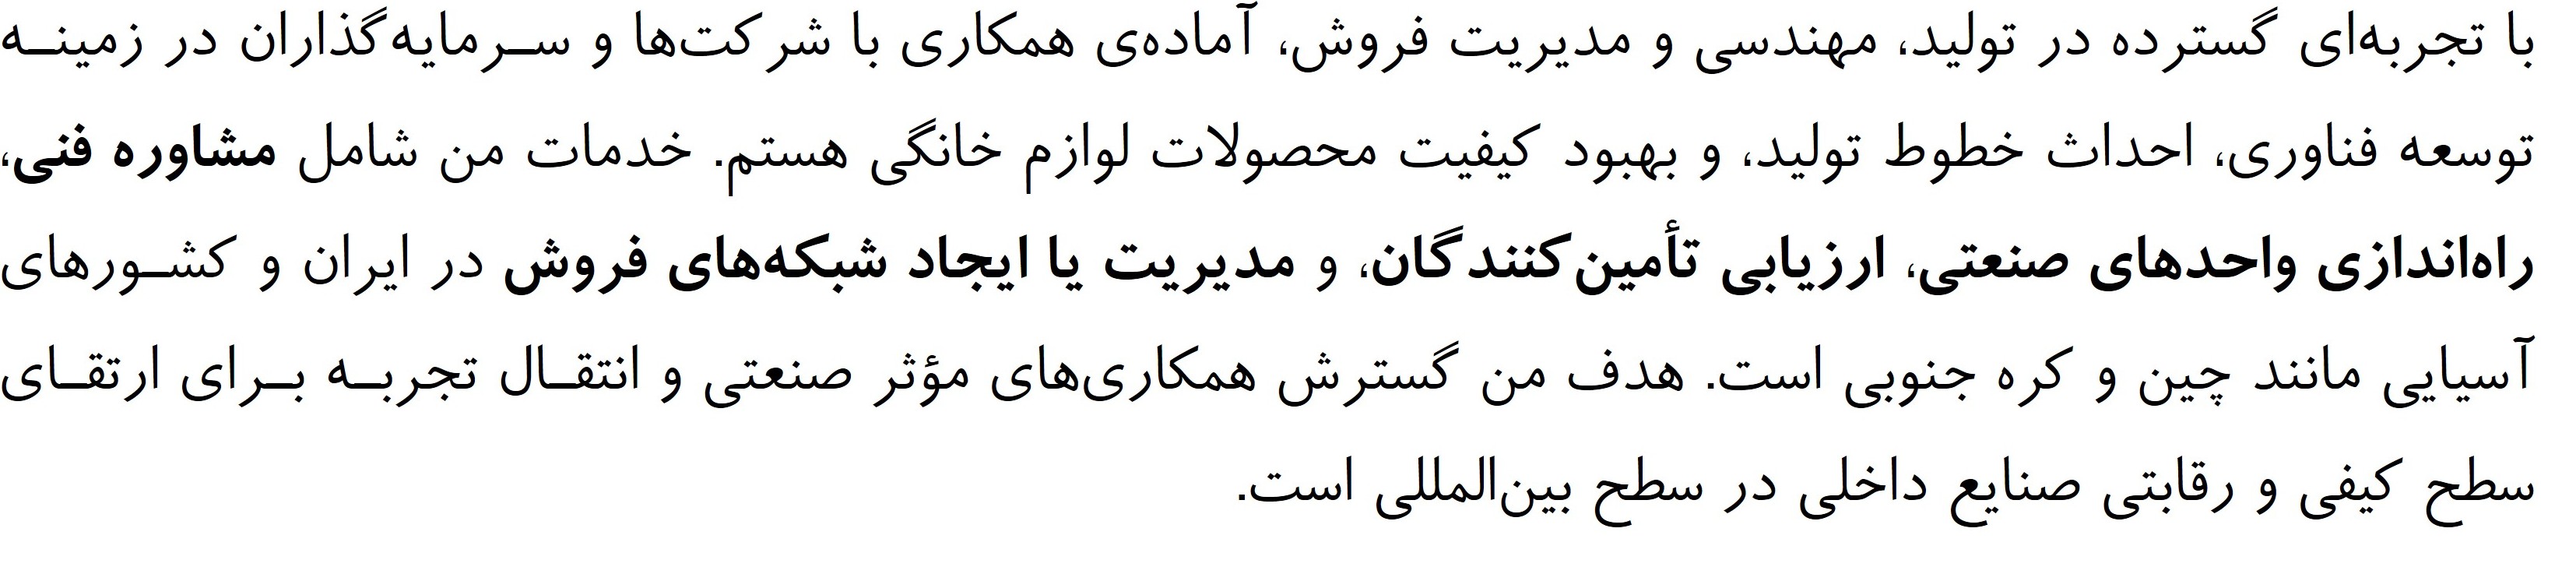 با تجربه‌ای گسترده در تولید، مهندسی و مدیریت فروش، آماده‌ی همکاری با شرکت‌ها و سرمایه‌گذاران در زمینه
توسعه فناوری، احداث خطوط تولید، و بهبود کیفیت محصولات لوازم خانگی هستم. خدمات من شامل مشاوره فنی،
راه‌اندازی واحدهای صنعتی، ارزیابی تأمین‌کنندگان، و مدیریت یا ایجاد شبکه‌های فروش در ایران و کشورهای
آسیایی مانند چین و کره جنوبی است. هدف من گسترش همکاری‌های مؤثر صنعتی و انتقال تجربه برای ارتقای
سطح کیفی و رقابتی صنایع داخلی در سطح بین‌المللی است.